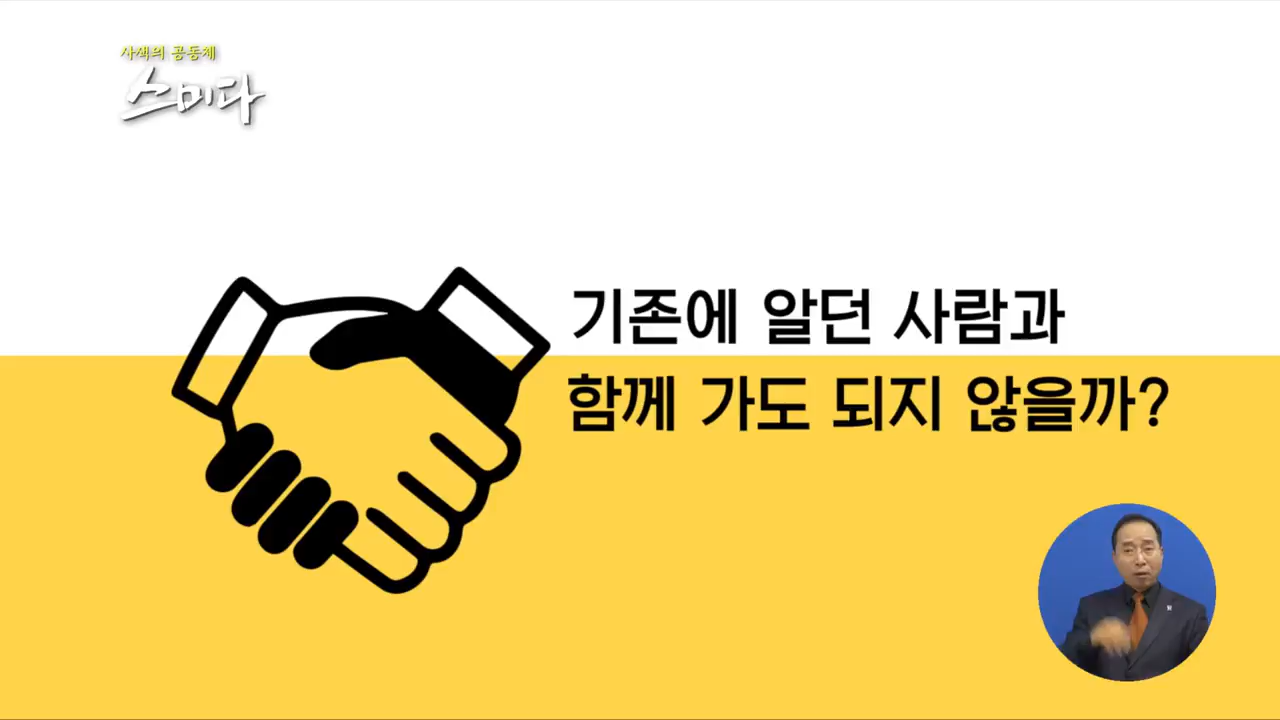 사색의 공동체
스미다
기존에 알던 사람과
함께 가도 되지 않을까?